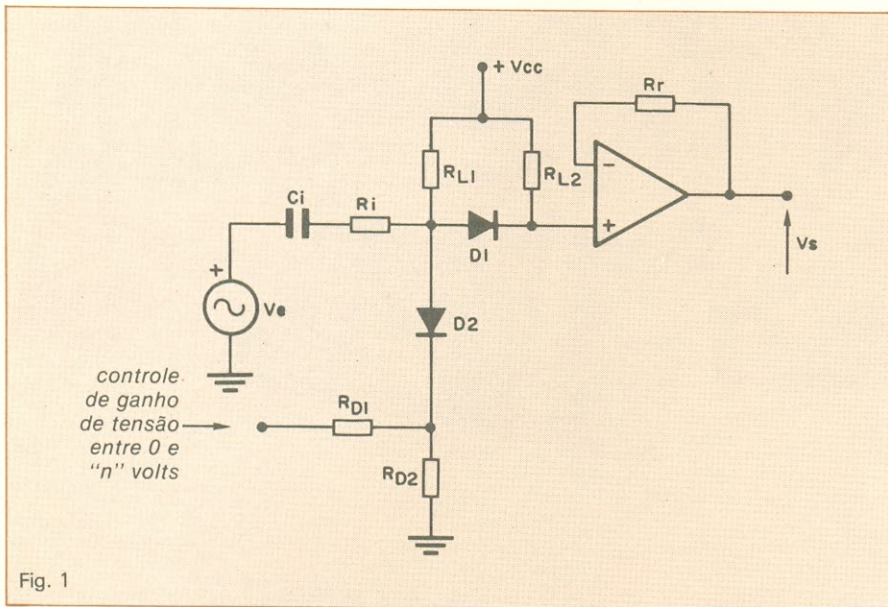 + Vcc
Rr
RL1
RL2
Ci
Ri
-
+
D1
Vs
+
Ve
D2
controle
de ganho
de tensão
entre 0 e
“n” volts
RD1
RD2
Fig. 1